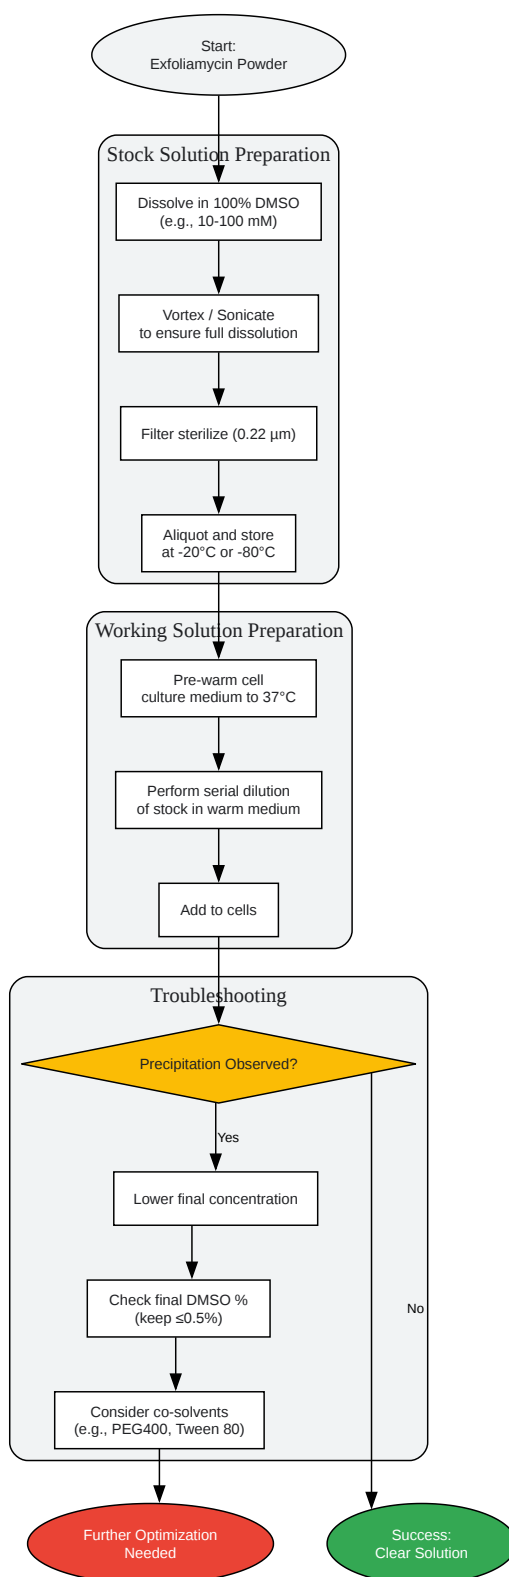 Start:
Exfoliamycin Powder
Stock Solution Preparation
Dissolve in 100% DMSO
(e.g., 10-100 mM)
Vortex / Sonicate
to ensure full dissolution
Filter sterilize (0.22 µm)
Aliquot and store
at -20°C or -80°C
Working Solution Preparation
Pre-warm cell
culture medium to 37°C
Perform serial dilution
of stock in warm medium
Add to cells
Troubleshooting
Precipitation Observed?
Yes
Lower final concentration
Check final DMSO %
(keep ≤0.5%)
No
Consider co-solvents
(e.g., PEG400, Tween 80)
Further Optimization
Needed
Success:
Clear Solution